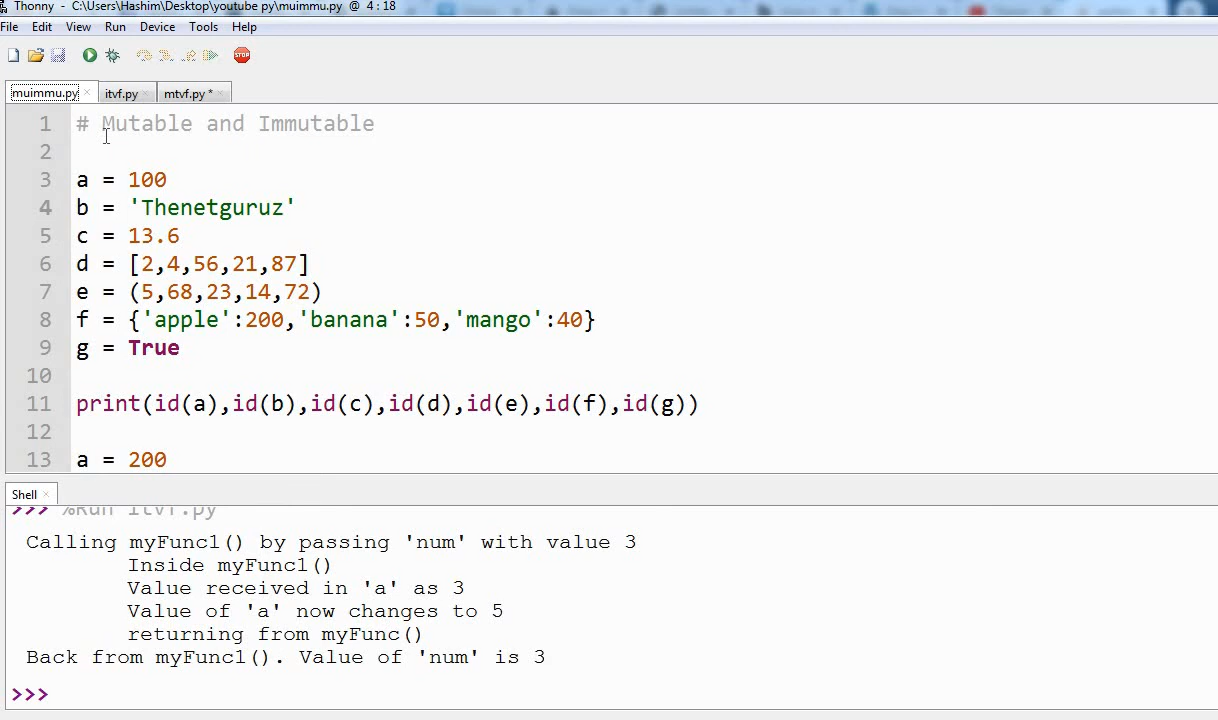 Thonny - C:\Users\Hashim\Desktop\youtube py\muimmu.py @ 4 : 18
File Edit View Run Device Tools Help
STOP
muimmu.py × itvf.py × mtvf.py * ×
1 # Mutable and Immutable
2
3 a = 100
4 b = 'Thenetguruz'
5 c = 13.6
6 d = [2,4,56,21,87]
7 e = (5,68,23,14,72)
8 f = {'apple':200,'banana':50,'mango':40}
9 g = True
10
11 print(id(a),id(b),id(c),id(d),id(e),id(f),id(g))
12
13 a = 200
Shell ×
>>> %Run itvf.py
Calling myFunc1() by passing 'num' with value 3
Inside myFunc1()
Value received in 'a' as 3
Value of 'a' now changes to 5
returning from myFunc()
Back from myFunc1(). Value of 'num' is 3
>>>